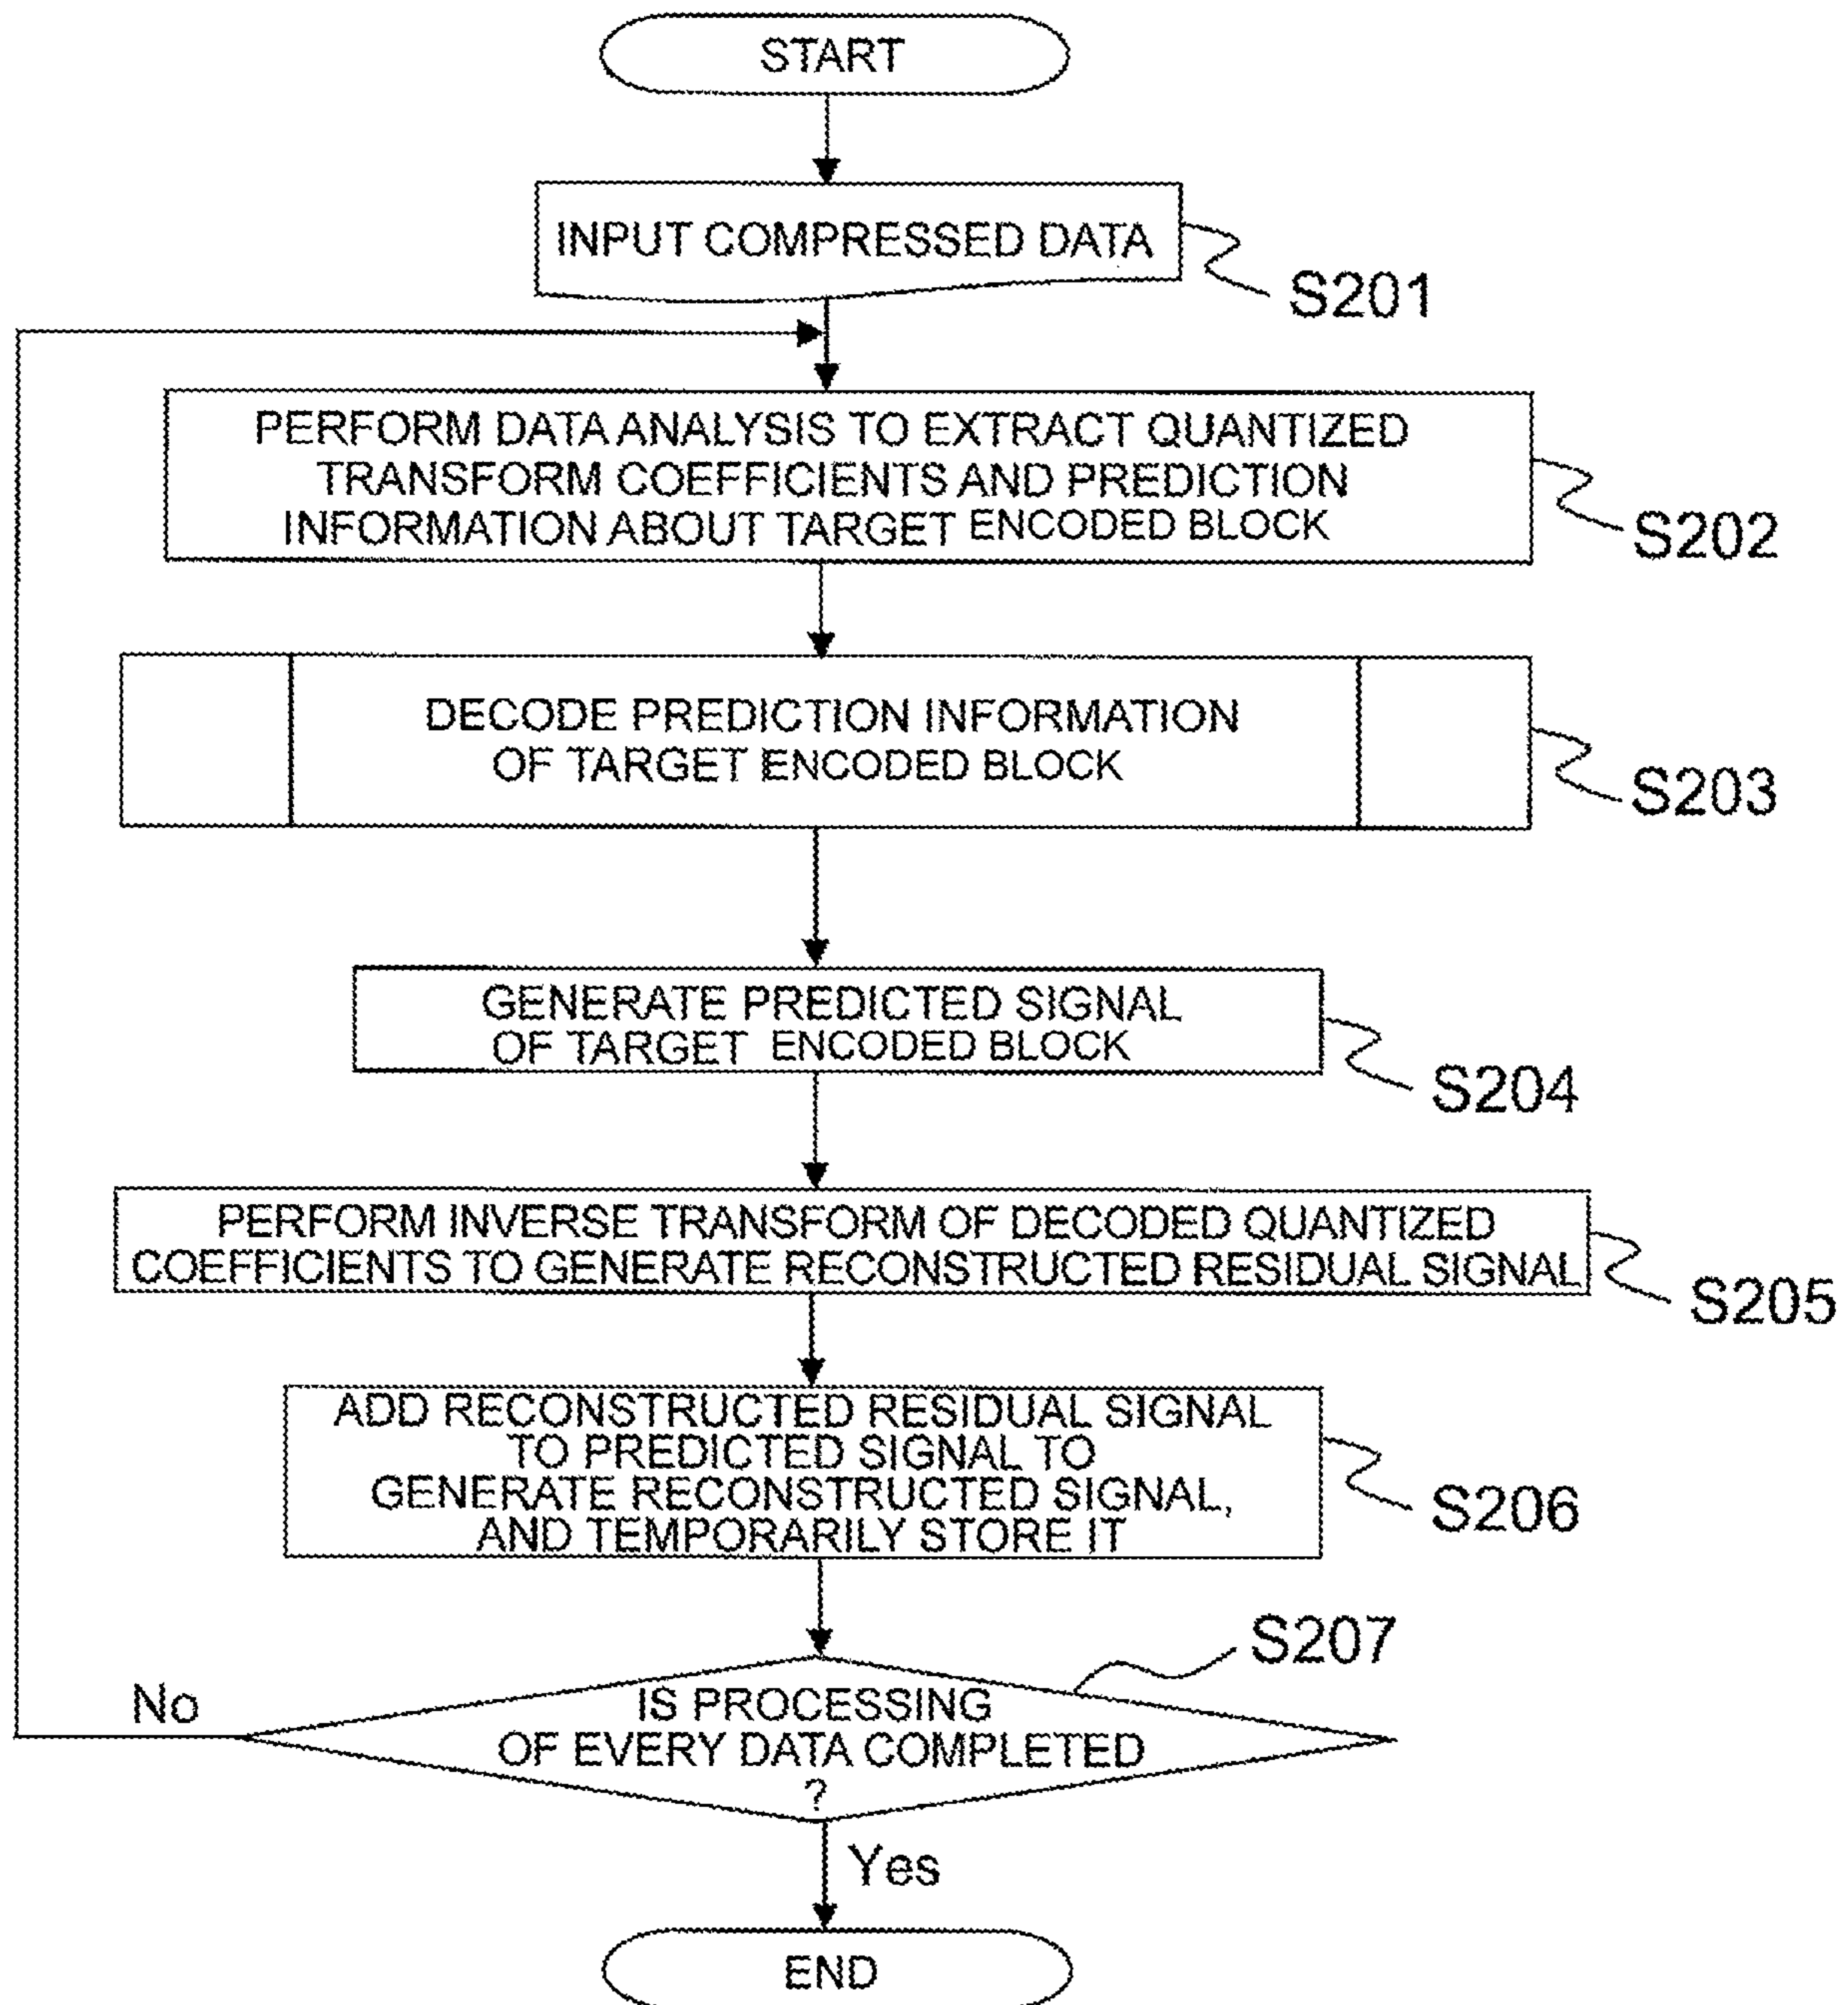 START
INPUT COMPRESSED DATA
S201
PERFORM DATA ANALYSIS TO EXTRACT QUANTIZED
TRANSFORM COEFFICIENTS AND PREDICTION
INFORMATION ABOUT TARGET ENCODED BLOCK
S202
DECODE PREDICTION INFORMATION
OF TARGET ENCODED BLOCK
S203
GENERATE PREDICTED SIGNAL
OF TARGET ENCODED BLOCK
S204
PERFORM INVERSE TRANSFORM OF DECODED QUANTIZED
COEFFICIENTS TO GENERATE RECONSTRUCTED RESIDUAL SIGNAL
S205
ADD RECONSTRUCTED RESIDUAL SIGNAL
TO PREDICTED SIGNAL TO
GENERATE RECONSTRUCTED SIGNAL,
AND TEMPORARILY STORE IT
S206
S207
No
IS PROCESSING
OF EVERY DATA COMPLETED
?
Yes
END